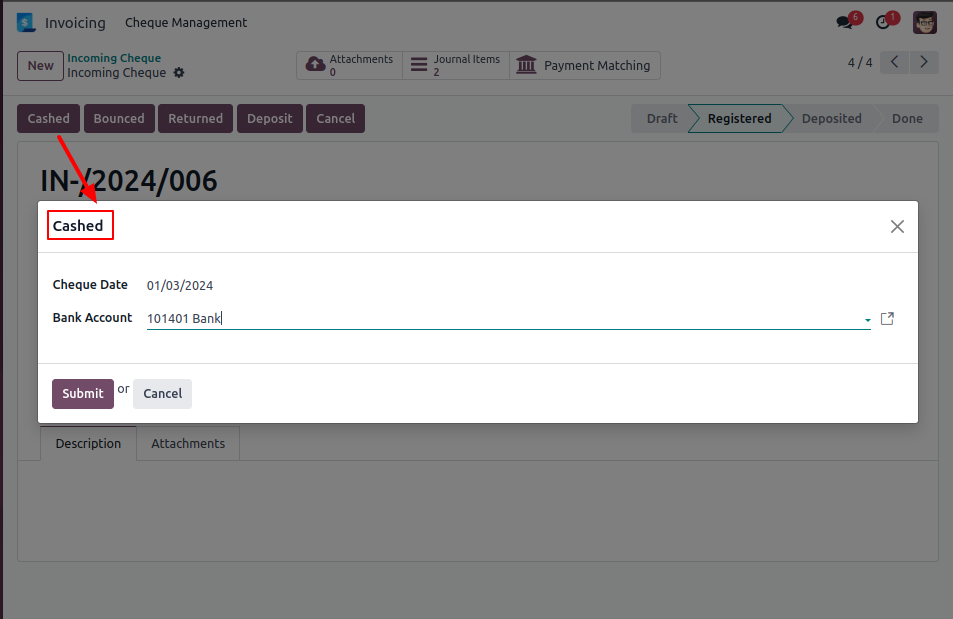 Invoicing Cheque Management 6 1
New Incoming Cheque
Incoming Cheque
Attachments
0
Journal Items
2
Payment Matching
4 / 4
Cashed Bounced Returned Deposit Cancel Draft Registered Deposited Done
IN-/2024/006
Cashed
Cheque Date 01/03/2024
Bank Account 101401 Bank
Submit or Cancel
Description Attachments